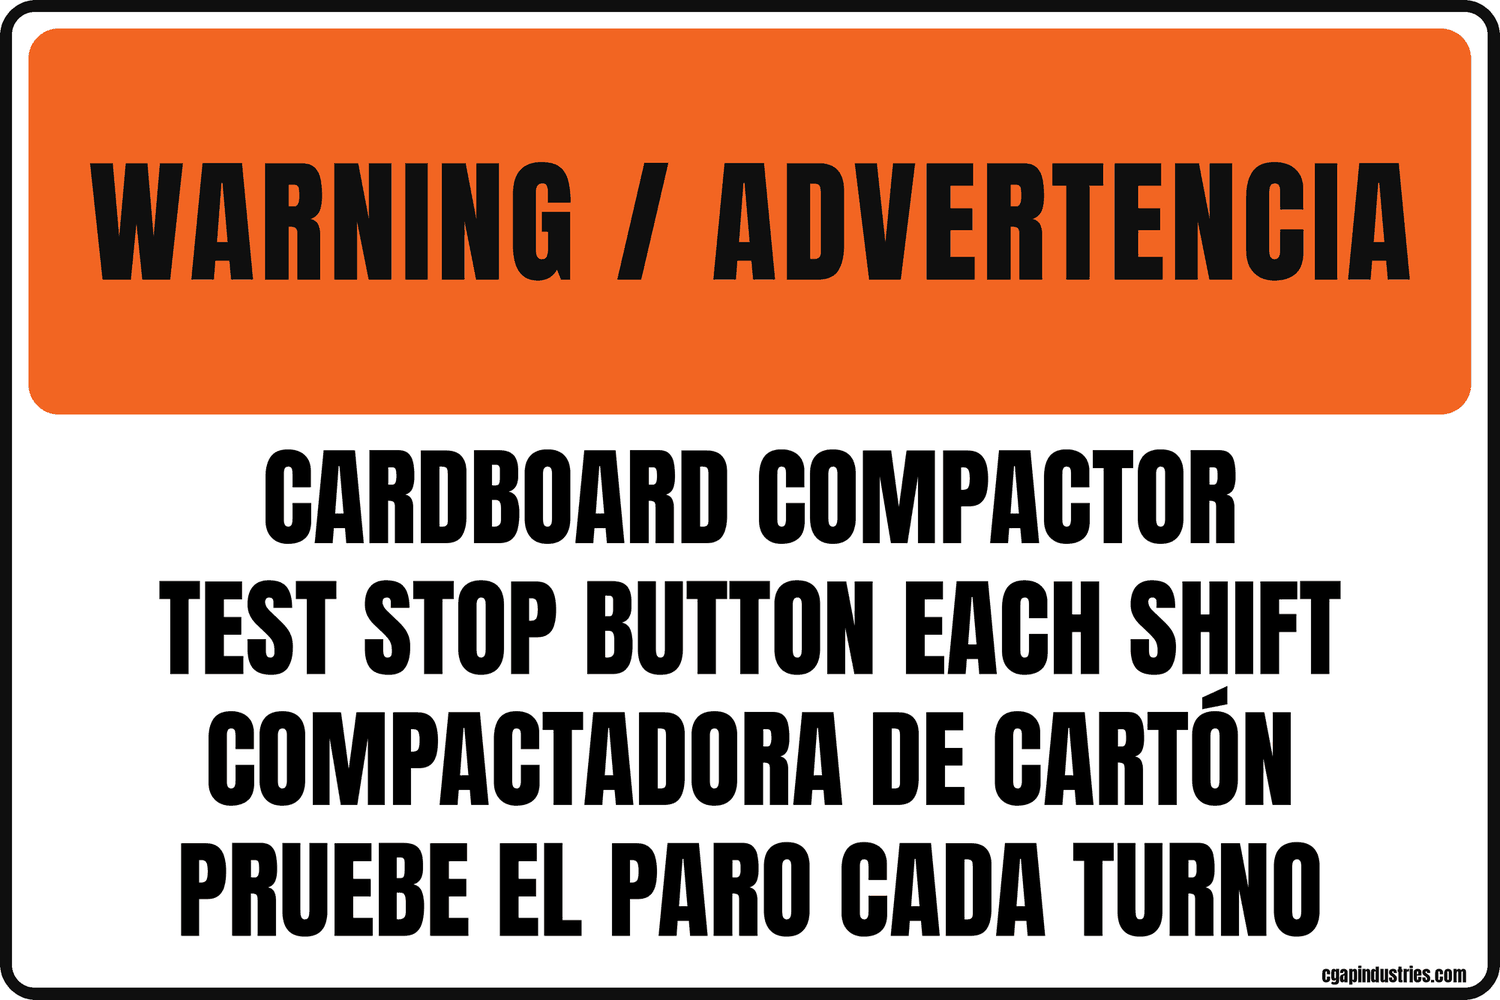 WARNING / ADVERTENCIA
CARDBOARD COMPACTOR
TEST STOP BUTTON EACH SHIFT
COMPACTADORA DE CARTÓN
PRUEBE EL PARO CADA TURNO
cgapindustries.com